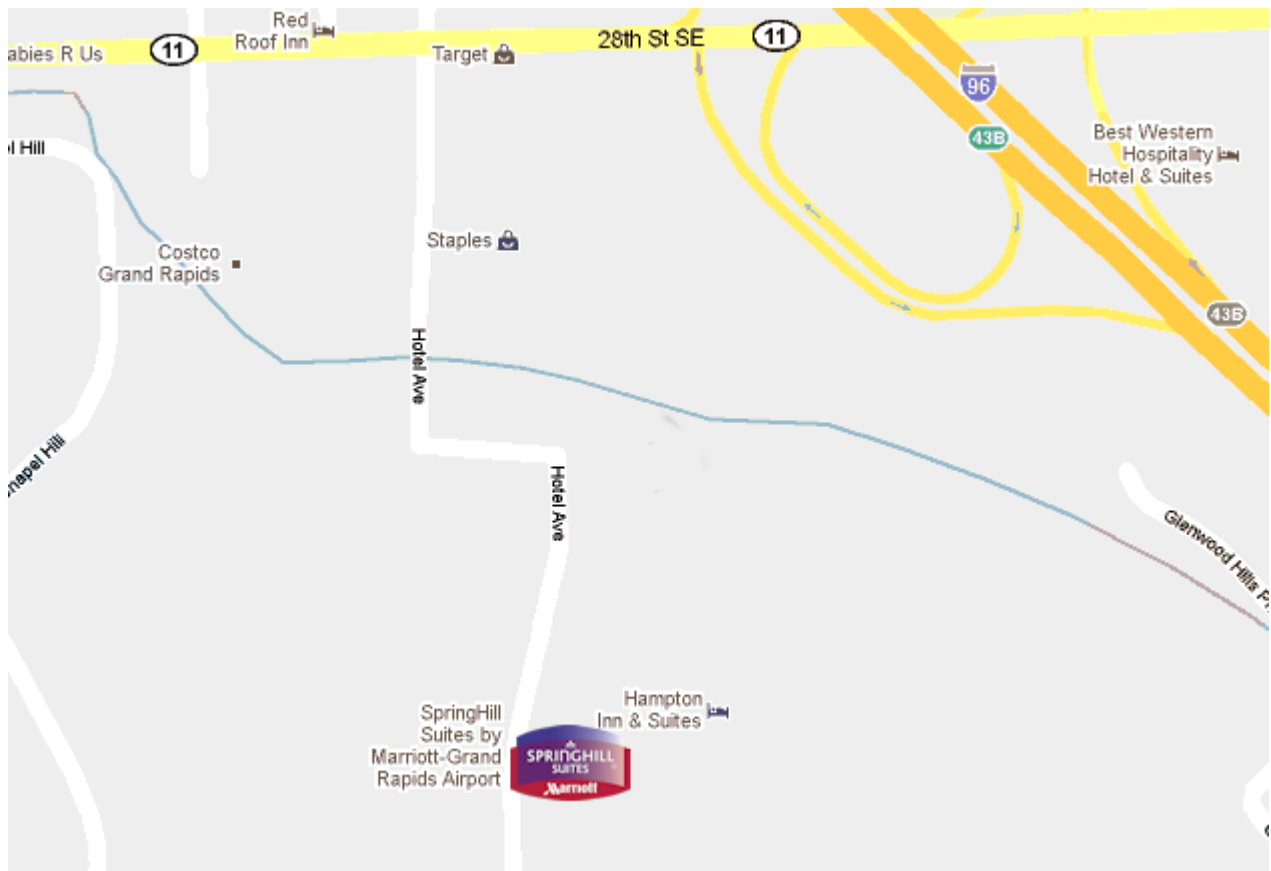 Red
Roof Inn
abies R Us
11
Target
28th St SE
11
96
43B
Best Western
Hospitality
Hotel & Suites
l Hill
Staples
Costco
Grand Rapids
43B
Hotel Ave
hapel Hill
Hotel Ave
Glenwood Hills P
SpringHill
Suites by
Marriott-Grand
Rapids Airport
Hampton
Inn & Suites
SPRINGHILL
SUITES
Marriott